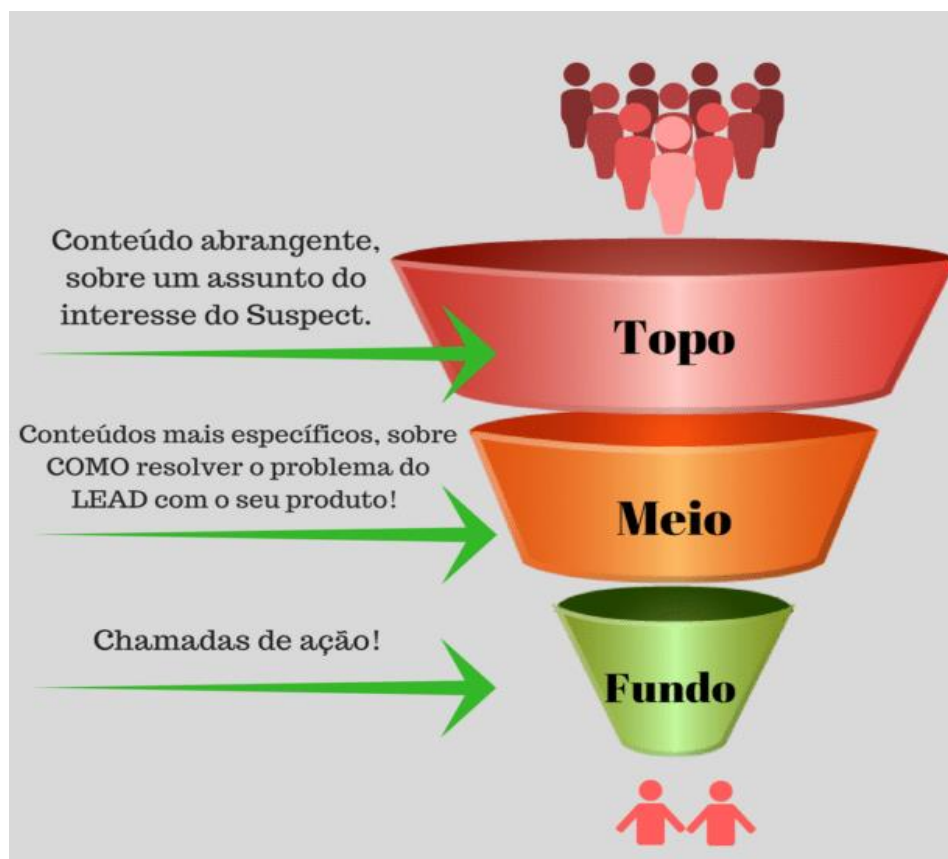 Conteúdo abrangente,
sobre um assunto do
interesse do Suspect.
Topo
Conteúdos mais específicos, sobre
COMO resolver o problema do
LEAD com o seu produto!
Meio
Chamadas de ação!
Fundo